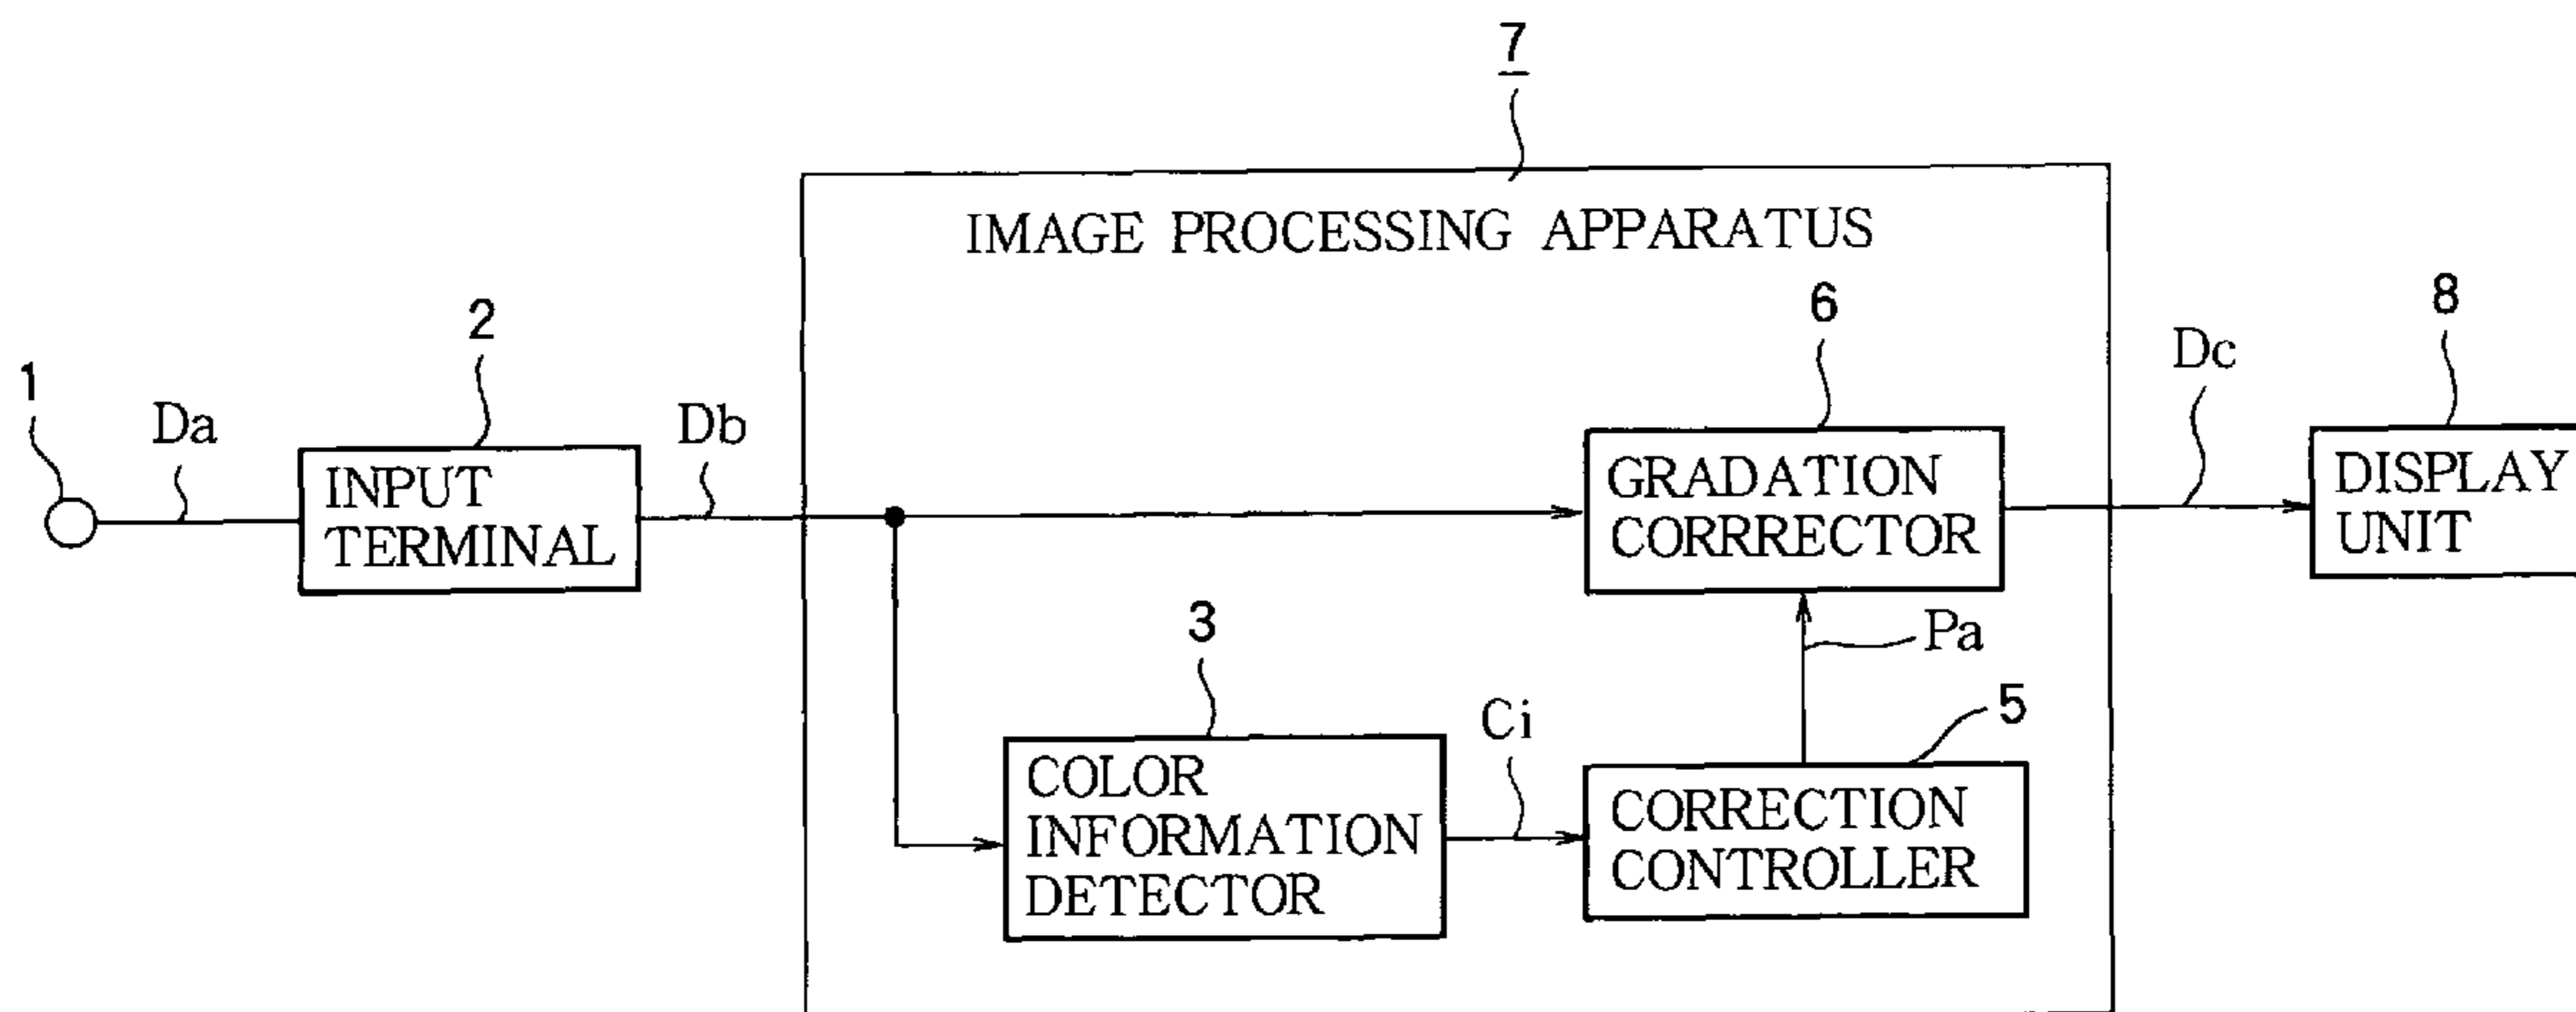 7
IMAGE PROCESSING APPARATUS
1
Da
2
INPUT
TERMINAL
Db
6
GRADATION
CORRRECTOR
Dc
8
DISPLAY
UNIT
Pa
3
COLOR
INFORMATION
DETECTOR
Ci
5
CORRECTION
CONTROLLER